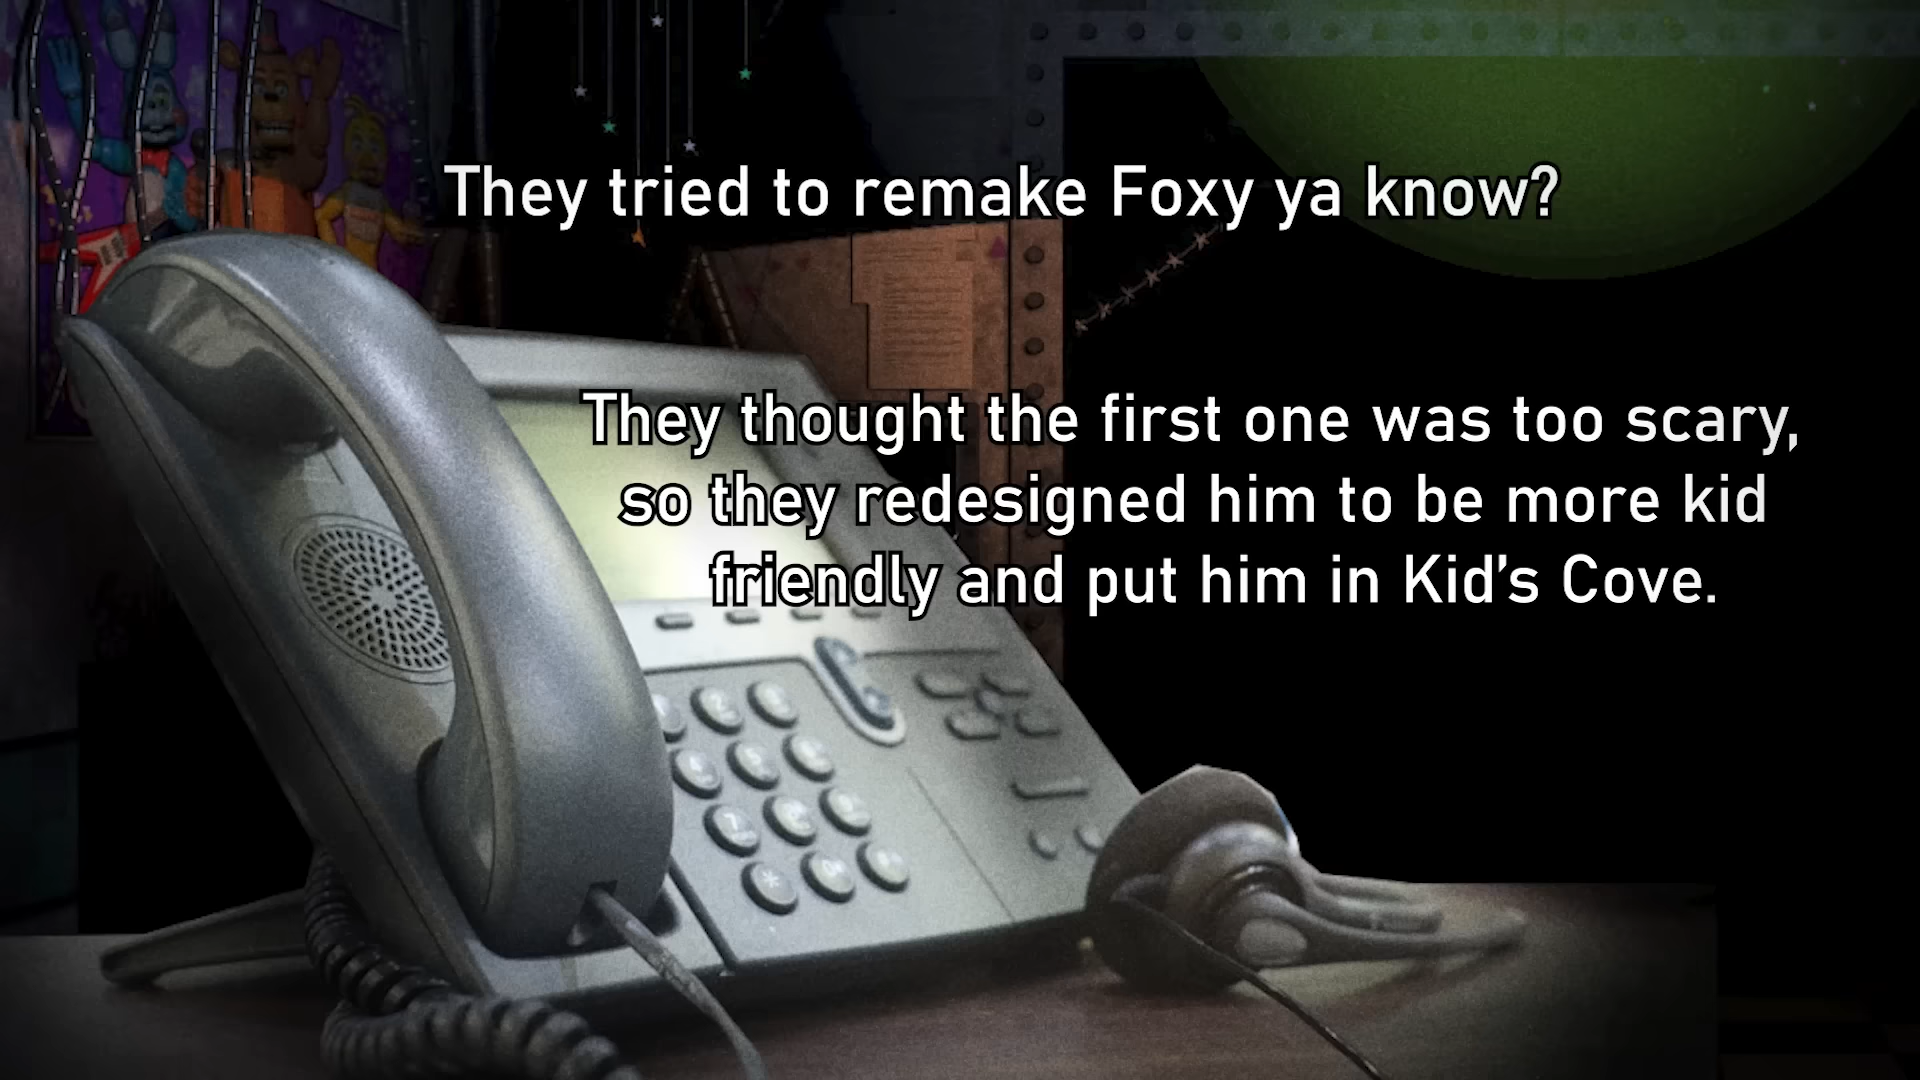 They tried to remake Foxy ya know?
They thought the first one was too scary,
so they redesigned him to be more kid
friendly and put him in Kid's Cove.